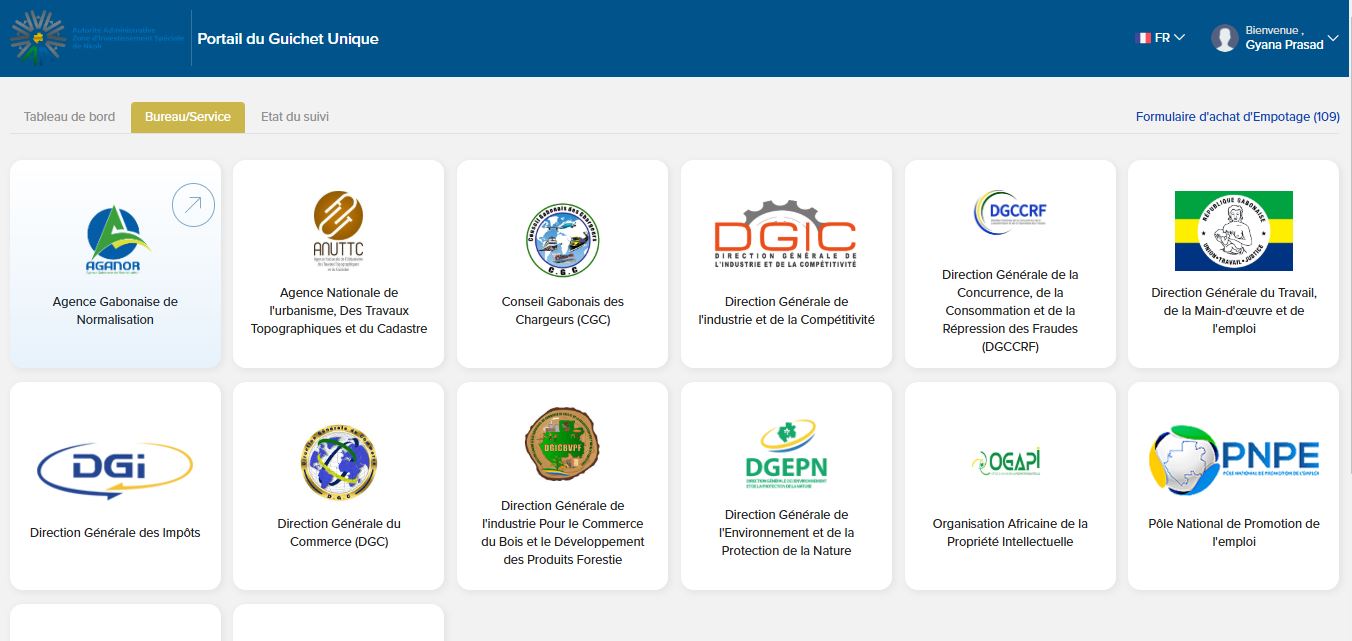 Autorité Administrative
Zone d'Investissement Spéciale
de Nkok
Portail du Guichet Unique
FR
Bienvenue ,
Gyana Prasad
Tableau de bord
Bureau/Service
Etat du suivi
Formulaire d'achat d'Empotage (109)
AGANOR
Agence Gabonaise de
Normalisation
ANUTTC
Agence Nationale de
l'urbanisme, Des Travaux
Topographiques et du Cadastre
Conseil Gabonais des Chargeurs
C.G.C
Conseil Gabonais des
Chargeurs (CGC)
DGIC
DIRECTION GÉNÉRALE DE
L'INDUSTRIE ET DE LA COMPÉTITIVITÉ
Direction Générale de
l'industrie et de la Compétitivité
DGCCRF
Direction Générale de la
Concurrence, de la
Consommation et de la
Répression des Fraudes
(DGCCRF)
RÉPUBLIQUE GABONAISE
UNION•TRAVAIL•JUSTICE
Direction Générale du Travail,
de la Main-d'œuvre et de
l'emploi
DGi
Direction Générale des Impôts
Direction Générale du Commerce
D.G.C
Direction Générale du
Commerce (DGC)
DGICBVPF
Direction Générale de
l'industrie Pour le Commerce
du Bois et le Développement
des Produits Forestie
DGEPN
DIRECTION GÉNÉRALE DE L'ENVIRONNEMENT
ET DE LA PROTECTION DE LA NATURE
Direction Générale de
l'Environnement et de la
Protection de la Nature
OGAPI
Organisation Africaine de la
Propriété Intellectuelle
PNPE
PÔLE NATIONAL DE PROMOTION DE L'EMPLOI
Pôle National de Promotion de
l'emploi